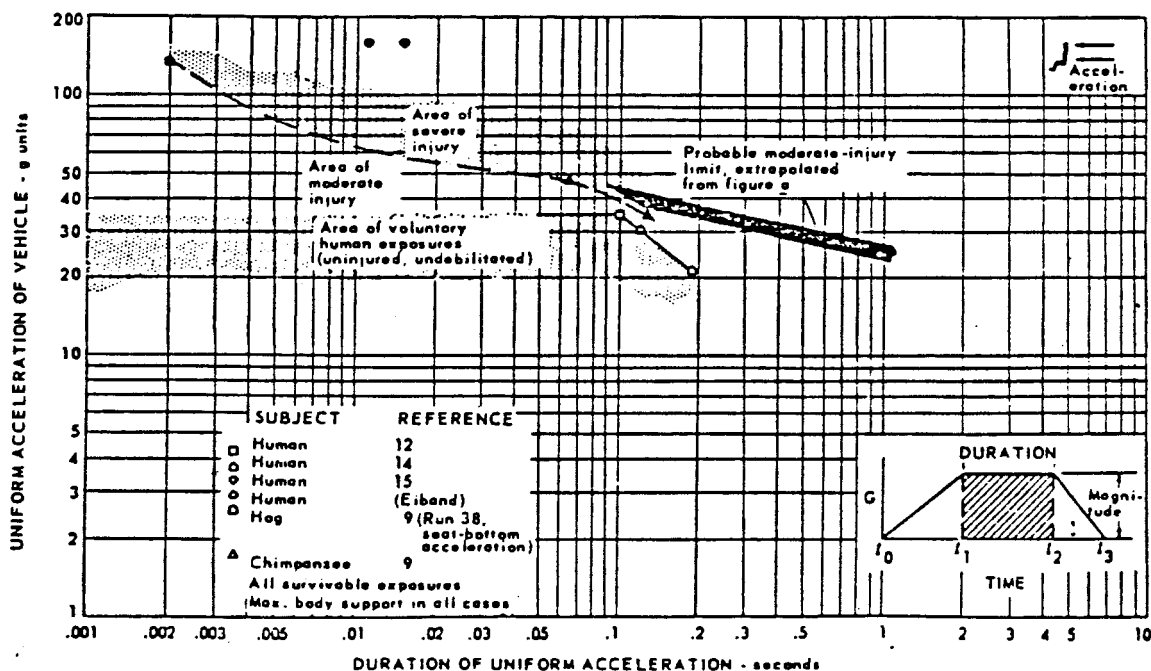 UNIFORM ACCELERATION OF VEHICLE - g units
200
100
50
40
30
20
10
5
4
3
2
1
Acceler-
eration
Area of
severe
injury
Area of
moderate
injury
Area of voluntary
human exposures
(uninjured, undebilitated)
Probable moderate-injury
limit, extrapolated
from figure a
SUBJECT REFERENCE
Human 12
Human 14
Human 15
Human (Eiband)
Hog 9 (Run 38,
seat-bottom
acceleration)
Chimpansee 9
All survivable exposures
Max. body support in all cases
DURATION
G
Magni-
tude
t0 t1 t2 t3
TIME
.001 .002 .003 .005 .01 .02 .03 .05 .1 .2 .3 .5 1 2 3 4 5 10
DURATION OF UNIFORM ACCELERATION - seconds